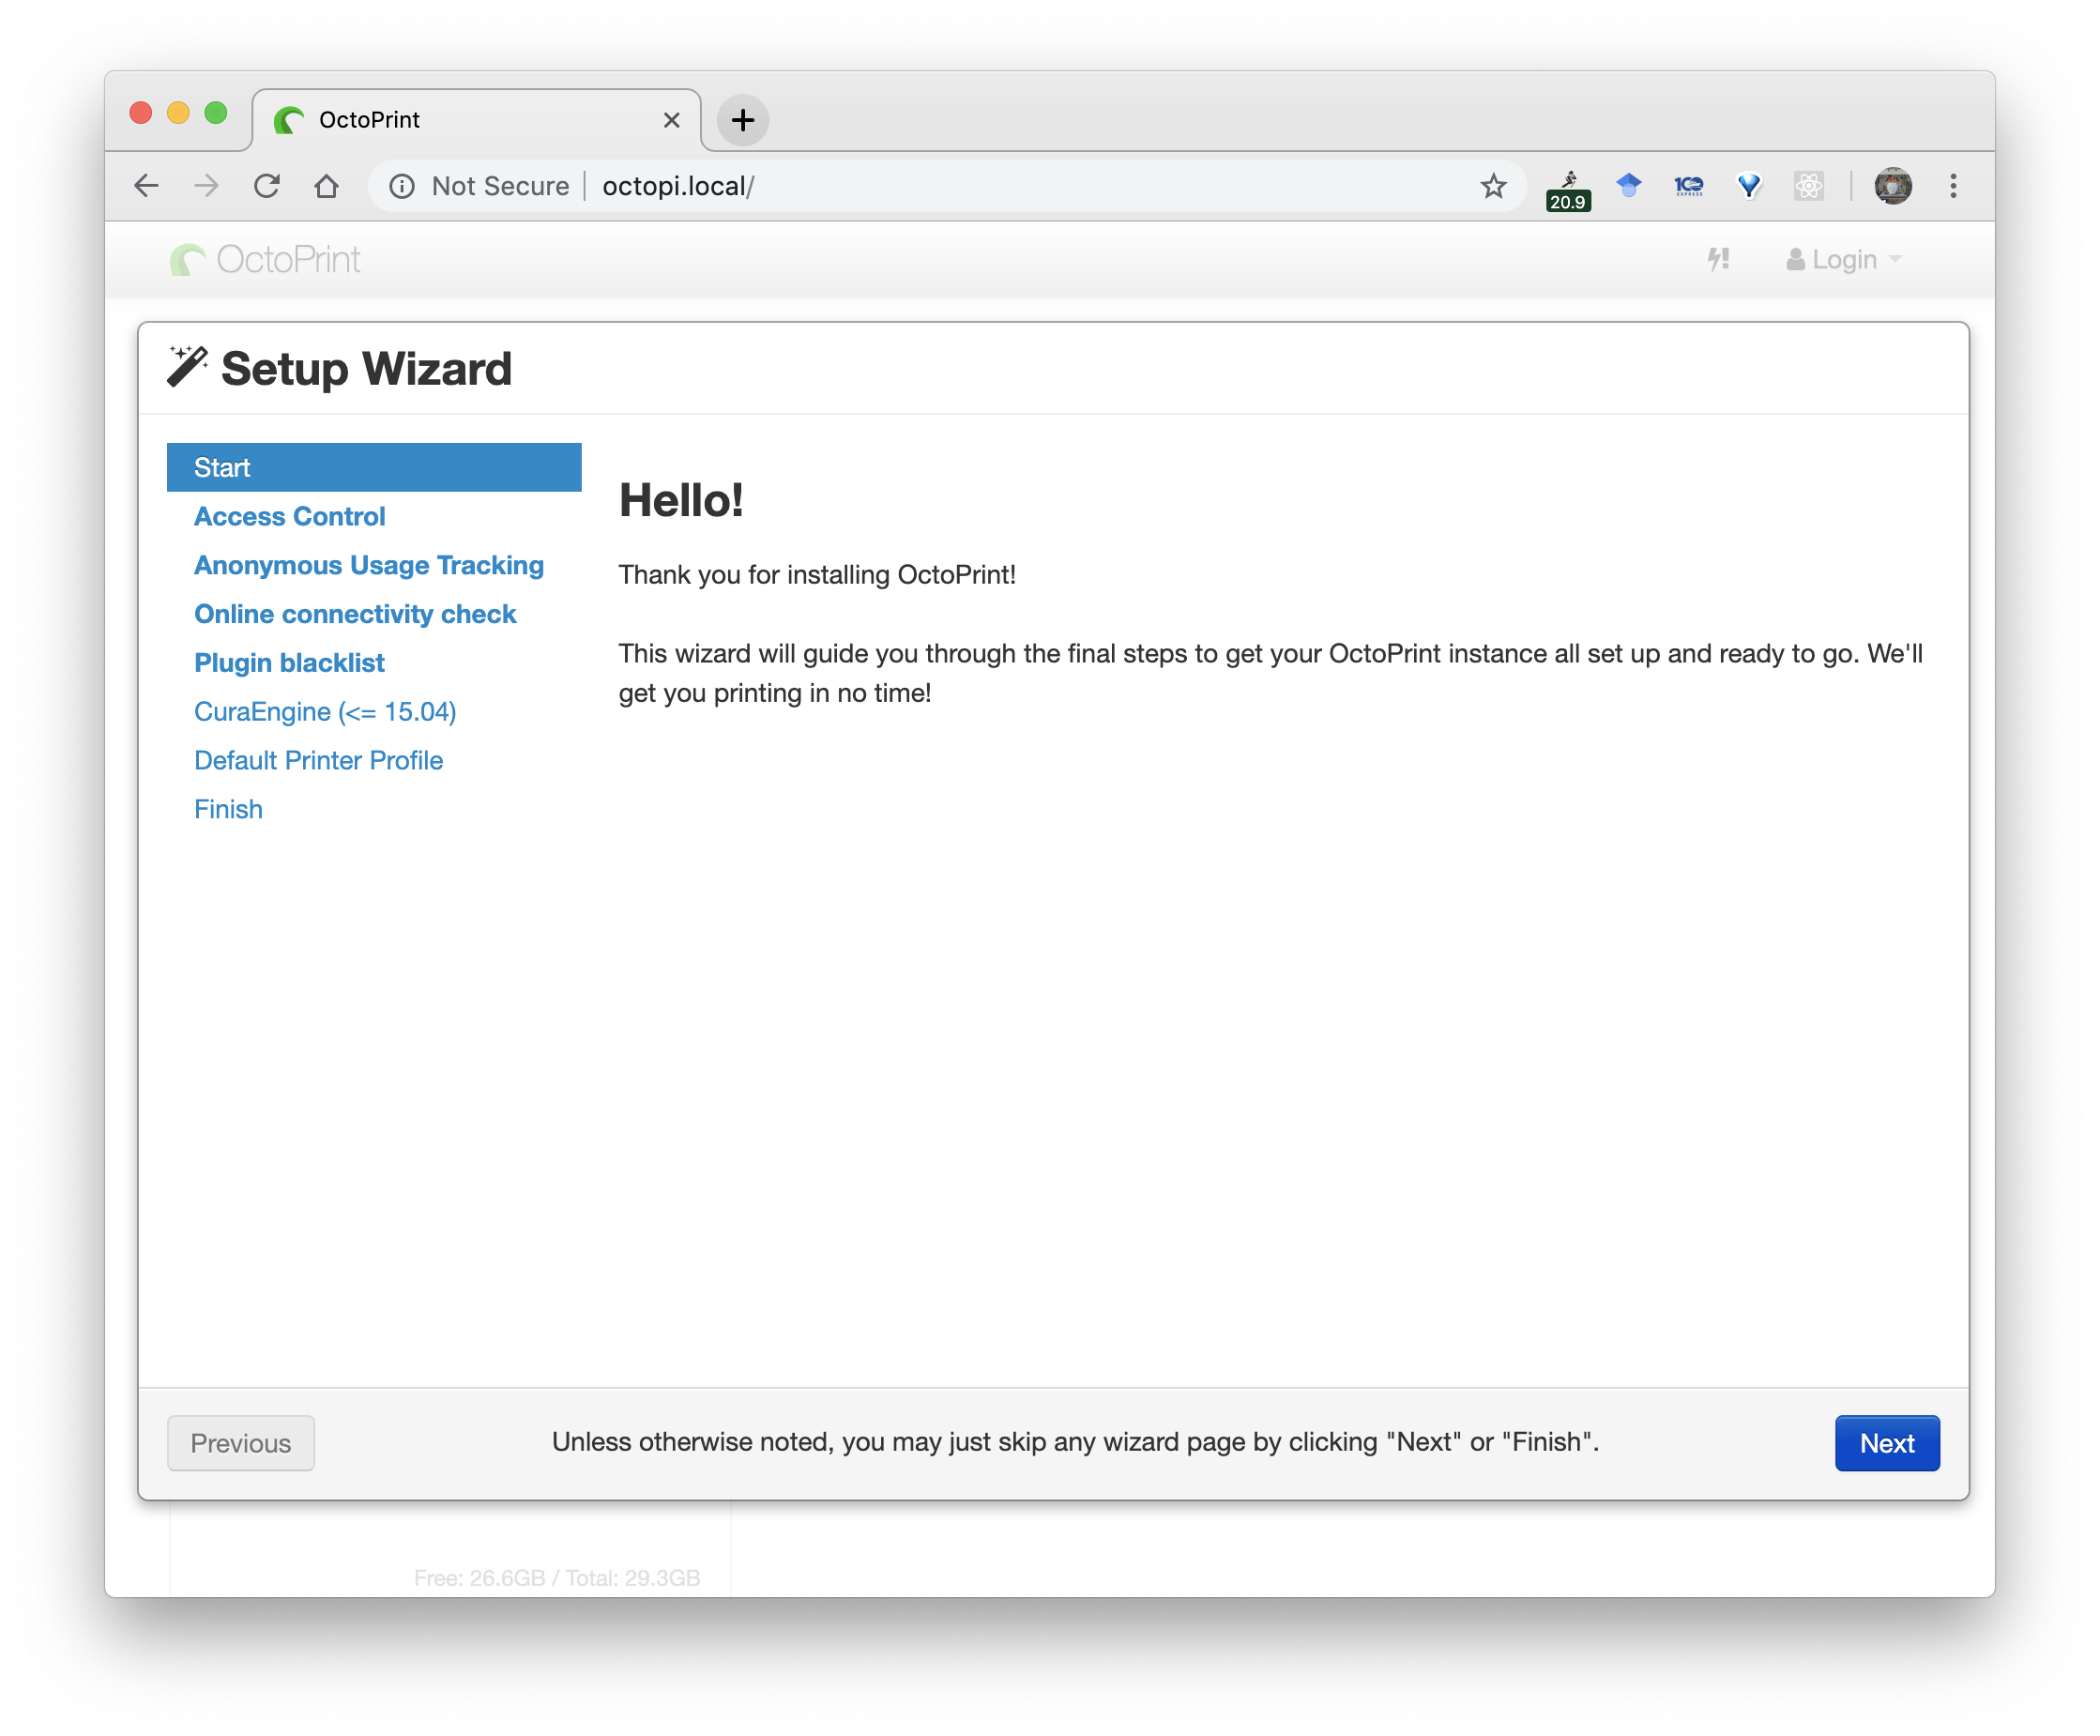 OctoPrint
Not Secure octopi.local/
20.9
100
EXPRESS
OctoPrint
Login
Setup Wizard
Start
Access Control
Anonymous Usage Tracking
Online connectivity check
Plugin blacklist
CuraEngine (<= 15.04)
Default Printer Profile
Finish
Hello!
Thank you for installing OctoPrint!
This wizard will guide you through the final steps to get your OctoPrint instance all set up and ready to go. We'll
get you printing in no time!
Previous
Unless otherwise noted, you may just skip any wizard page by clicking "Next" or "Finish".
Next
Free: 26.6GB / Total: 29.3GB